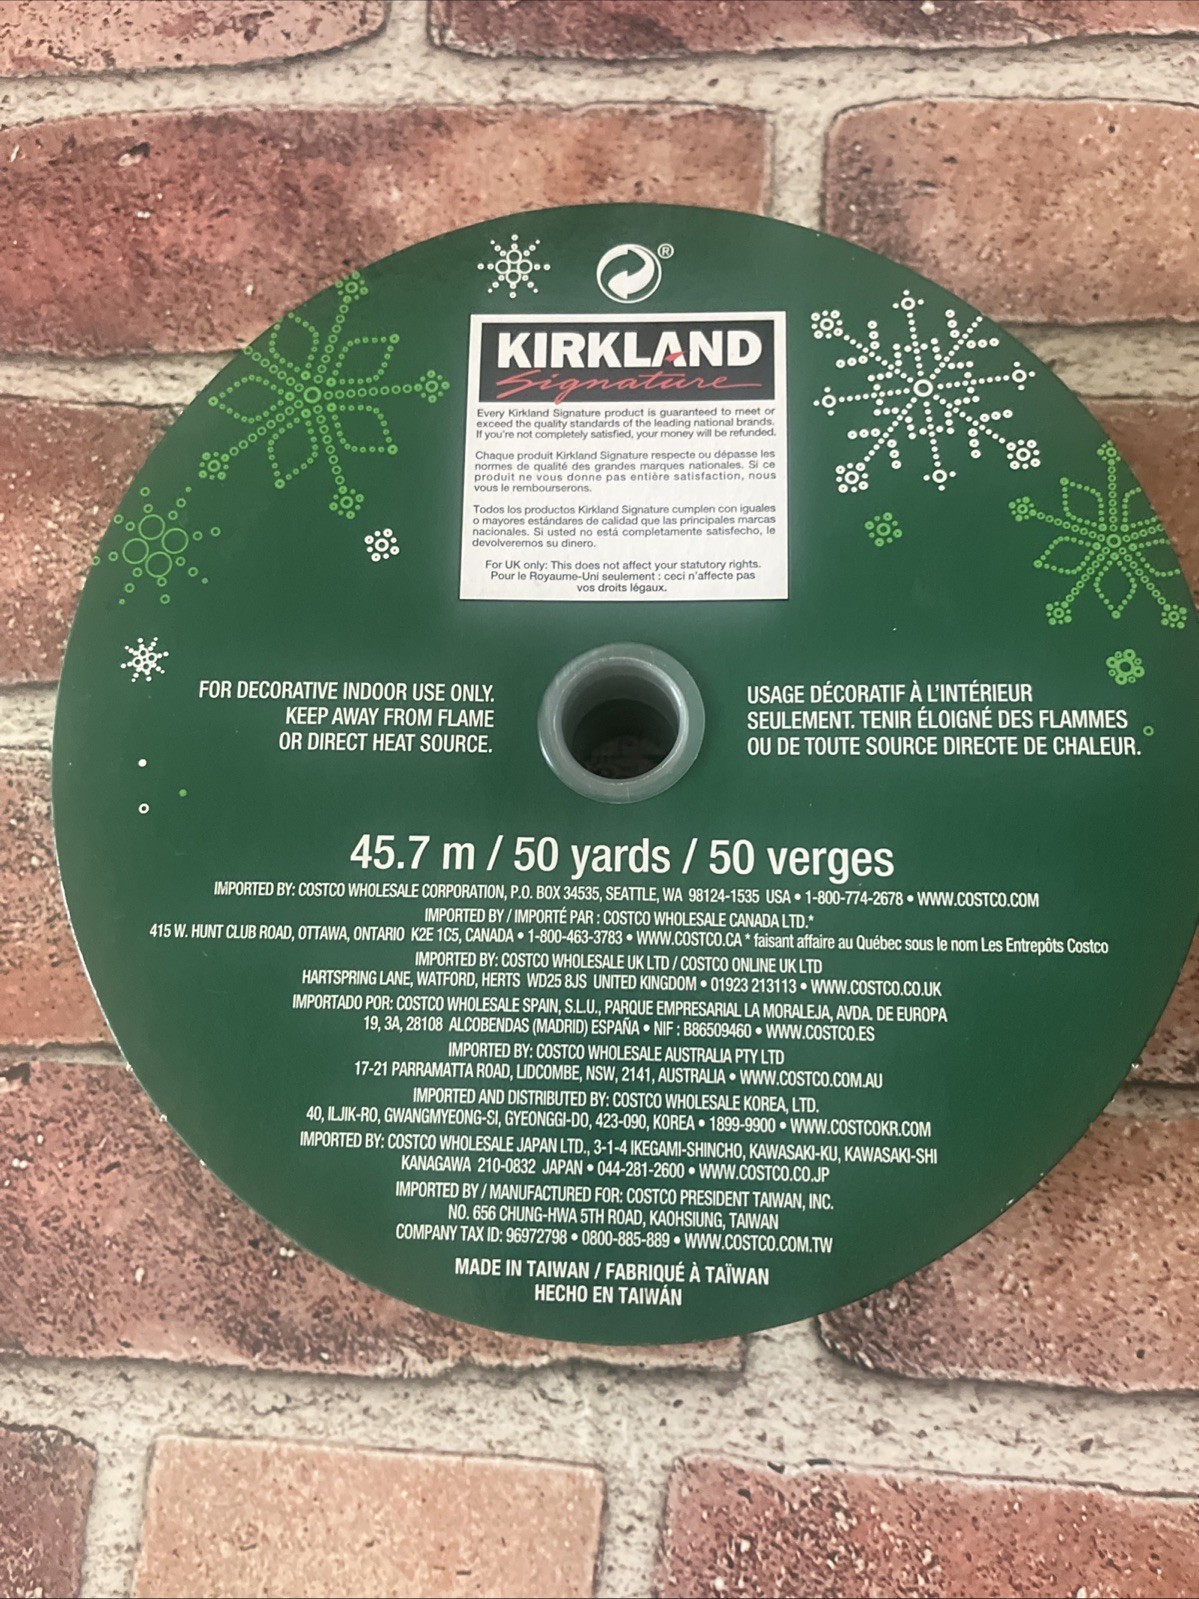 ®
KIRKLAND
Signature
Every Kirkland Signature product is guaranteed to meet or
exceed the quality standards of the leading national brands.
If you're not completely satisfied, your money will be refunded.
Chaque produit Kirkland Signature respecte ou dépasse les
normes de qualité des grandes marques nationales. Si ce
produit ne vous donne pas entière satisfaction, nous
vous le rembourserons.
Todos los productos Kirkland Signature cumplen con iguales
o mayores estándares de calidad que las principales marcas
nacionales. Si usted no está completamente satisfecho, le
devolveremos su dinero.
For UK only: This does not affect your statutory rights.
Pour le Royaume-Uni seulement : ceci n'affecte pas
vos droits légaux.
FOR DECORATIVE INDOOR USE ONLY.
KEEP AWAY FROM FLAME
OR DIRECT HEAT SOURCE.
USAGE DÉCORATIF À L'INTÉRIEUR
SEULEMENT. TENIR ÉLOIGNÉ DES FLAMMES
OU DE TOUTE SOURCE DIRECTE DE CHALEUR.
45.7 m / 50 yards / 50 verges
IMPORTED BY: COSTCO WHOLESALE CORPORATION, P.O. BOX 34535, SEATTLE, WA 98124-1535 USA • 1-800-774-2678 • WWW.COSTCO.COM
IMPORTED BY / IMPORTÉ PAR : COSTCO WHOLESALE CANADA LTD.*
415 W. HUNT CLUB ROAD, OTTAWA, ONTARIO K2E 1C5, CANADA • 1-800-463-3783 • WWW.COSTCO.CA * faisant affaire au Québec sous le nom Les Entrepôts Costco
IMPORTED BY: COSTCO WHOLESALE UK LTD / COSTCO ONLINE UK LTD
HARTSPRING LANE, WATFORD, HERTS WD25 8JS UNITED KINGDOM • 01923 213113 • WWW.COSTCO.CO.UK
IMPORTADO POR: COSTCO WHOLESALE SPAIN, S.L.U., PARQUE EMPRESARIAL LA MORALEJA, AVDA. DE EUROPA
19, 3A, 28108 ALCOBENDAS (MADRID) ESPAÑA • NIF : B86509460 • WWW.COSTCO.ES
IMPORTED BY: COSTCO WHOLESALE AUSTRALIA PTY LTD
17-21 PARRAMATTA ROAD, LIDCOMBE, NSW, 2141, AUSTRALIA • WWW.COSTCO.COM.AU
IMPORTED AND DISTRIBUTED BY: COSTCO WHOLESALE KOREA, LTD.
40, ILJIK-RO, GWANGMYEONG-SI, GYEONGGI-DO, 423-090, KOREA • 1899-9900 • WWW.COSTCOKR.COM
IMPORTED BY: COSTCO WHOLESALE JAPAN LTD., 3-1-4 IKEGAMI-SHINCHO, KAWASAKI-KU, KAWASAKI-SHI
KANAGAWA 210-0832 JAPAN • 044-281-2600 • WWW.COSTCO.CO.JP
IMPORTED BY / MANUFACTURED FOR: COSTCO PRESIDENT TAIWAN, INC.
NO. 656 CHUNG-HWA 5TH ROAD, KAOHSIUNG, TAIWAN
COMPANY TAX ID: 96972798 • 0800-885-889 • WWW.COSTCO.COM.TW
MADE IN TAIWAN / FABRIQUÉ À TAÏWAN
HECHO EN TAIWÁN